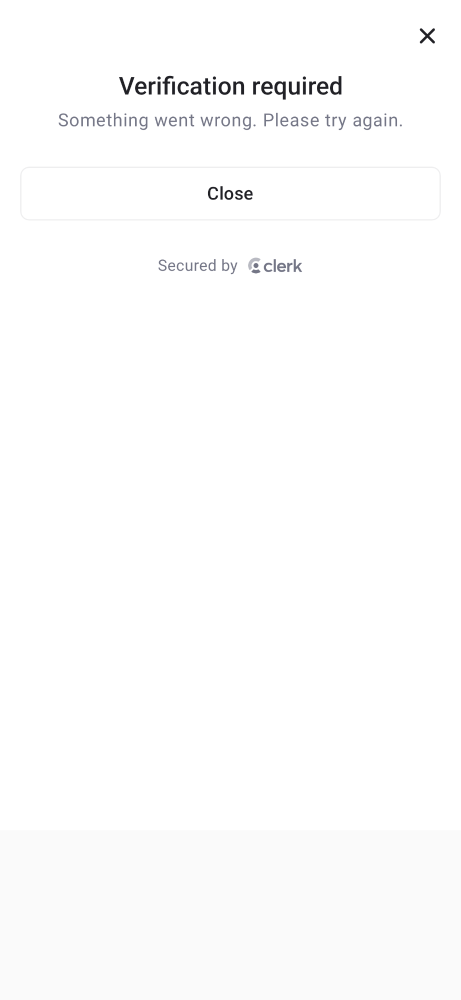 Verification required
Something went wrong. Please try again.
Close
Secured by clerk